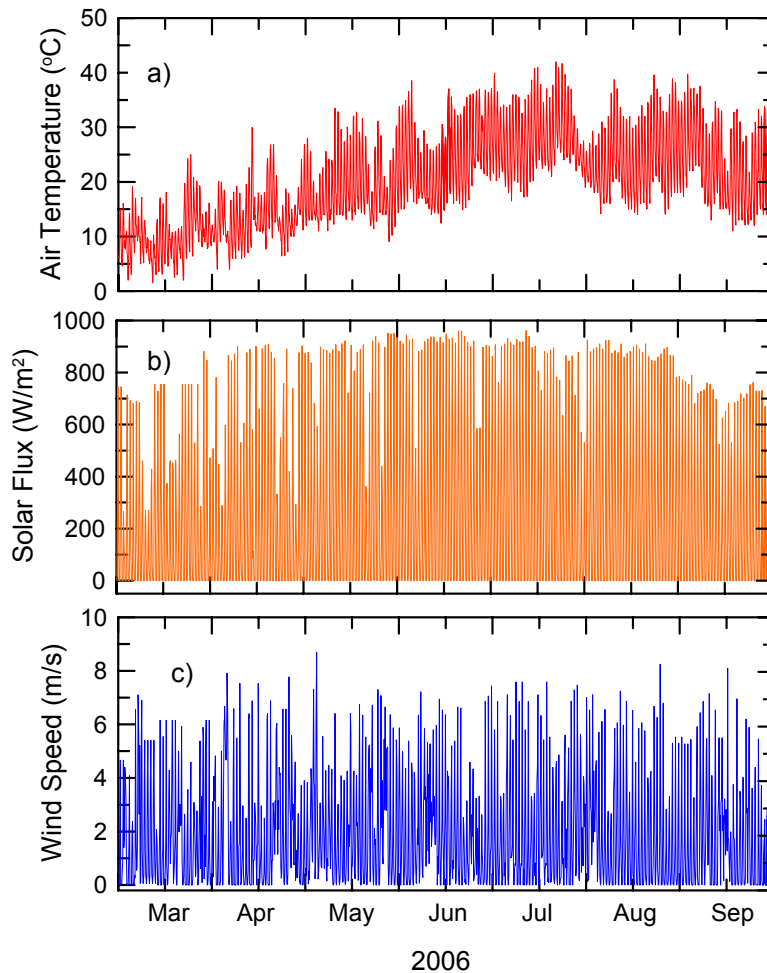 50
40
30
20
10
0
Air Temperature (°C)
a)
1000
800
600
400
200
0
Solar Flux (W/m²)
b)
10
8
6
4
2
0
Wind Speed (m/s)
c)
Mar Apr May Jun Jul Aug Sep
2006